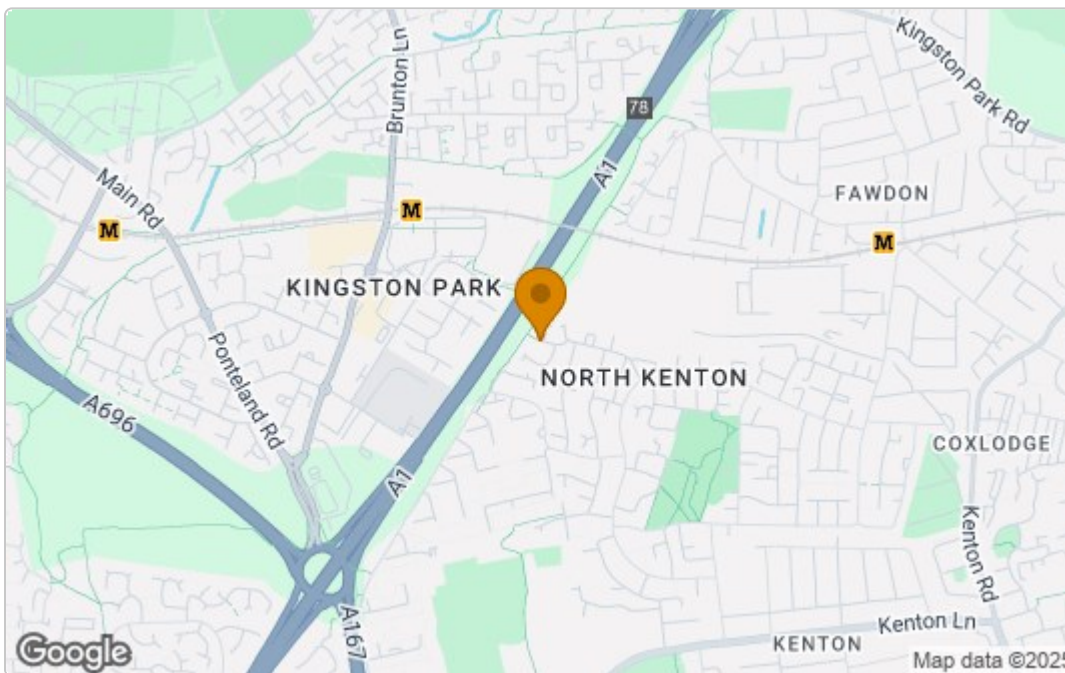 Brunton Ln
78
Kingston Park Rd
A1
Main Rd
FAWDON
M
M
M
KINGSTON PARK
Ponteland Rd
NORTH KENTON
A696
COXLODGE
A1
Kenton Rd
A167
Kenton Ln
KENTON
Google
Map data ©2025